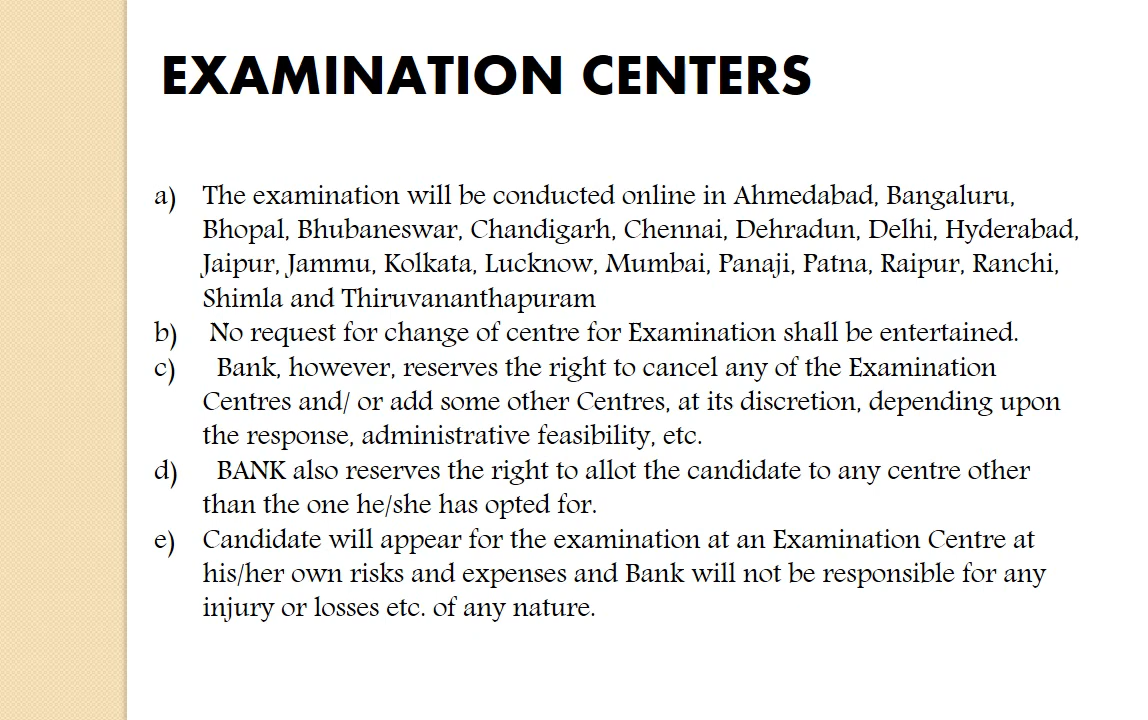 EXAMINATION CENTERS
a) The examination will be conducted online in Ahmedabad, Bangaluru,
Bhopal, Bhubaneswar, Chandigarh, Chennai, Dehradun, Delhi, Hyderabad,
Jaipur, Jammu, Kolkata, Lucknow, Mumbai, Panaji, Patna, Raipur, Ranchi,
Shimla and Thiruvananthapuram
b) No request for change of centre for Examination shall be entertained.
c) Bank, however, reserves the right to cancel any of the Examination
Centres and/ or add some other Centres, at its discretion, depending upon
the response, administrative feasibility, etc.
d) BANK also reserves the right to allot the candidate to any centre other
than the one he/she has opted for.
e) Candidate will appear for the examination at an Examination Centre at
his/her own risks and expenses and Bank will not be responsible for any
injury or losses etc. of any nature.